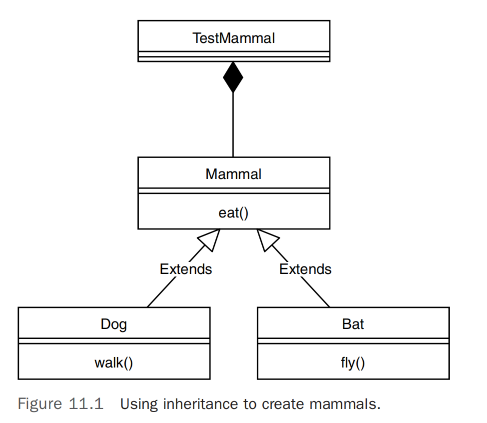 TestMammal
Mammal
eat()
Extends
Extends
Dog
Bat
walk()
fly()
Figure 11.1 Using inheritance to create mammals.